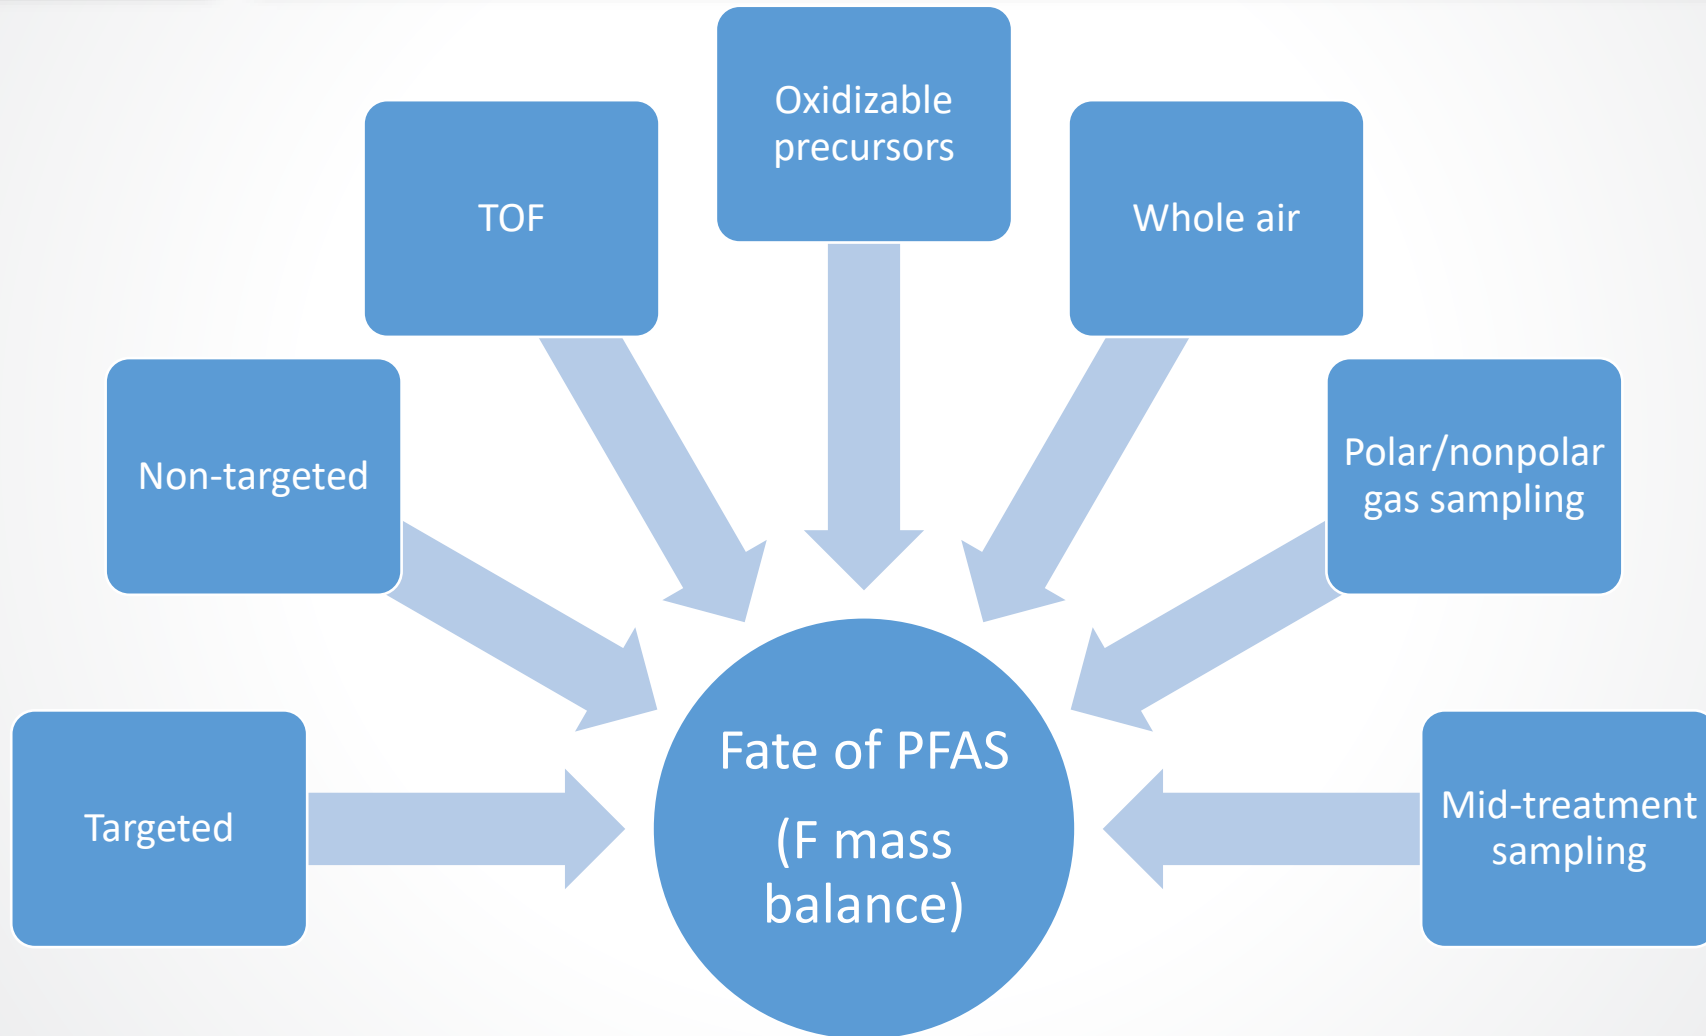 Oxidizable
precursors
TOF
Whole air
Non-targeted
Polar/nonpolar
gas sampling
Targeted
Fate of PFAS
(F mass
balance)
Mid-treatment
sampling